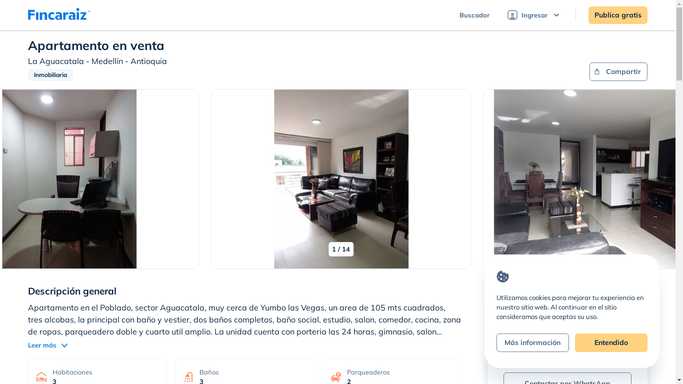 Fincaraiz
Buscador
Ingresar
Publica gratis
Apartamento en venta
La Aguacatala - Medellín - Antioquia
Inmobiliaria
Compartir
1 / 14
Descripción general
Apartamento en el Poblado, sector Aguacatala, muy cerca de Yumbo las Vegas, un area de 105 mts cuadrados,
tres alcobas, la principal con baño y vestier, dos baños completos, baño social, estudio, salon, comedor, cocina, zona
de ropas, parqueadero doble y cuarto util amplio. La unidad cuenta con porteria las 24 horas, gimnasio, salon...
Leer más
Habitaciones
3
Baños
3
Parqueaderos
2
Utilizamos cookies para mejorar tu experiencia en
nuestro sitio web. Al continuar en el sitio
consideramos que aceptas su uso.
Más información
Entendido
Contactar por WhatsApp